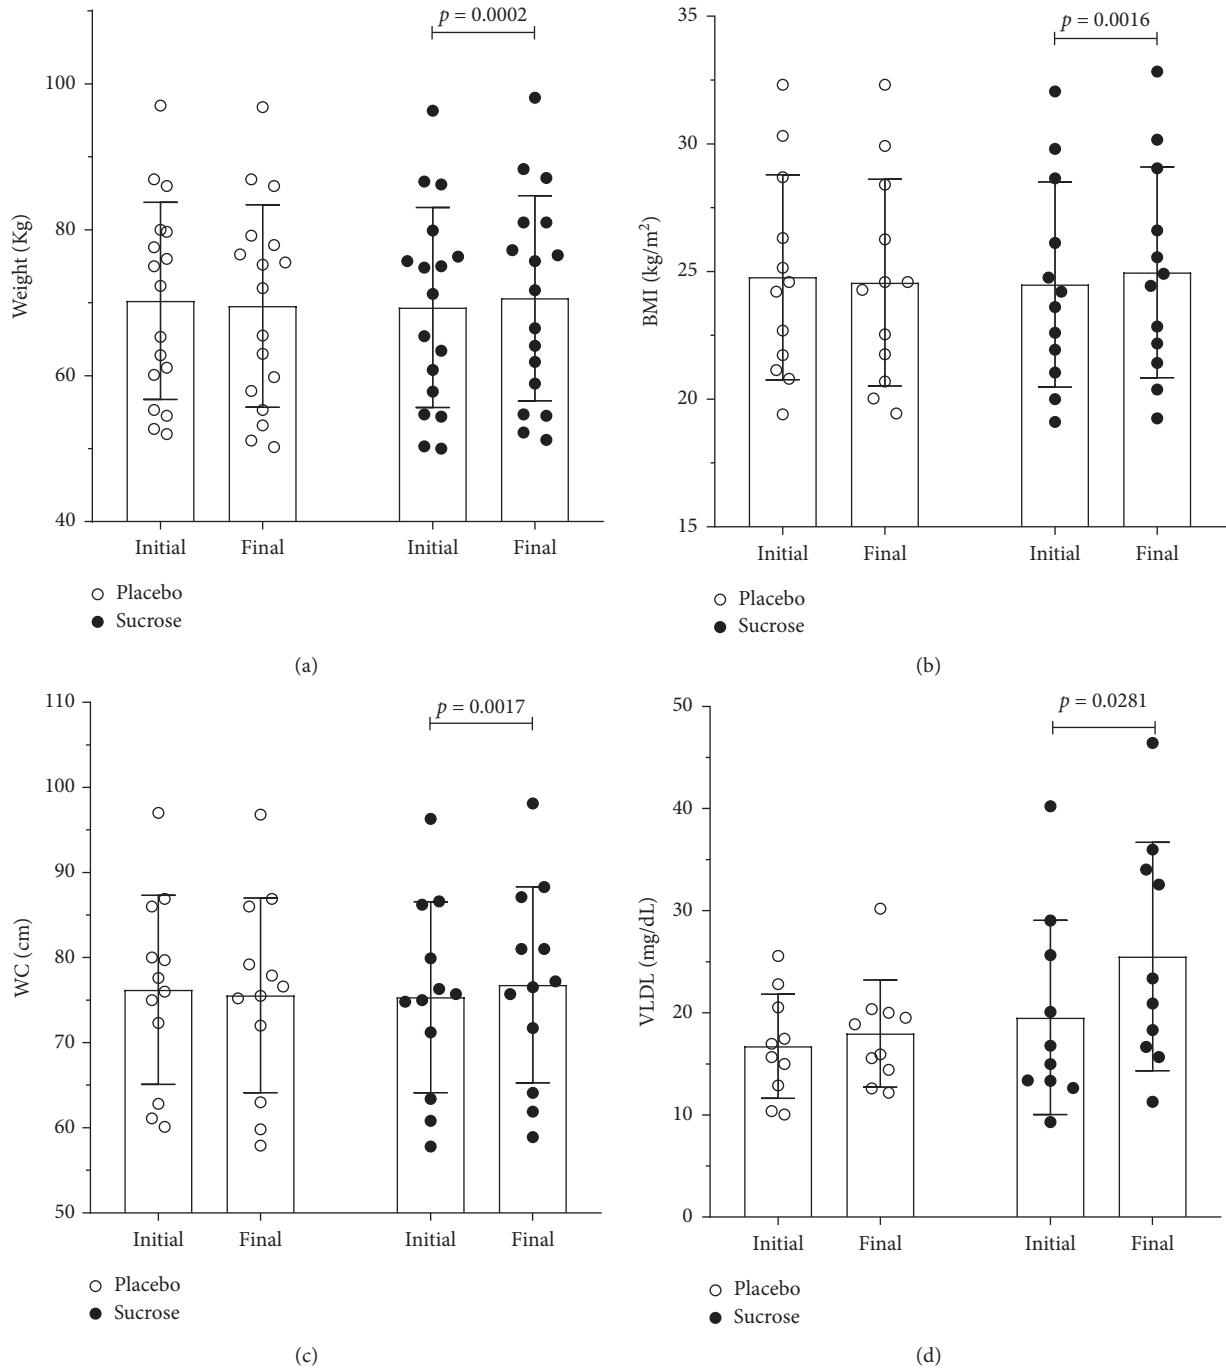 p = 0.0002
100
80
60
40
Weight (Kg)
Initial
Final
Initial
Final
Placebo
Sucrose
(a)
p = 0.0016
35
30
25
20
15
BMI (kg/m²)
Initial
Final
Initial
Final
Placebo
Sucrose
(b)
p = 0.0017
110
100
90
80
70
60
50
WC (cm)
Initial
Final
Initial
Final
Placebo
Sucrose
(c)
p = 0.0281
50
40
30
20
10
0
VLDL (mg/dL)
Initial
Final
Initial
Final
Placebo
Sucrose
(d)